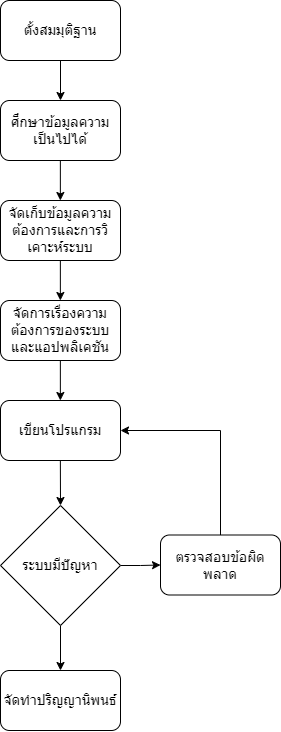 ตั้งสมมุติฐาน
ศึกษาข้อมูลความ
เป็นไปได้
จัดเก็บข้อมูลความ
ต้องการและการวิ
เคาะห์ระบบ
จัดการเรื่องความ
ต้องการของระบบ
และแอปพลิเคชัน
เขียนโปรแกรม
ระบบมีปัญหา
ตรวจสอบข้อผิด
พลาด
จัดทำปริญญานิพนธ์